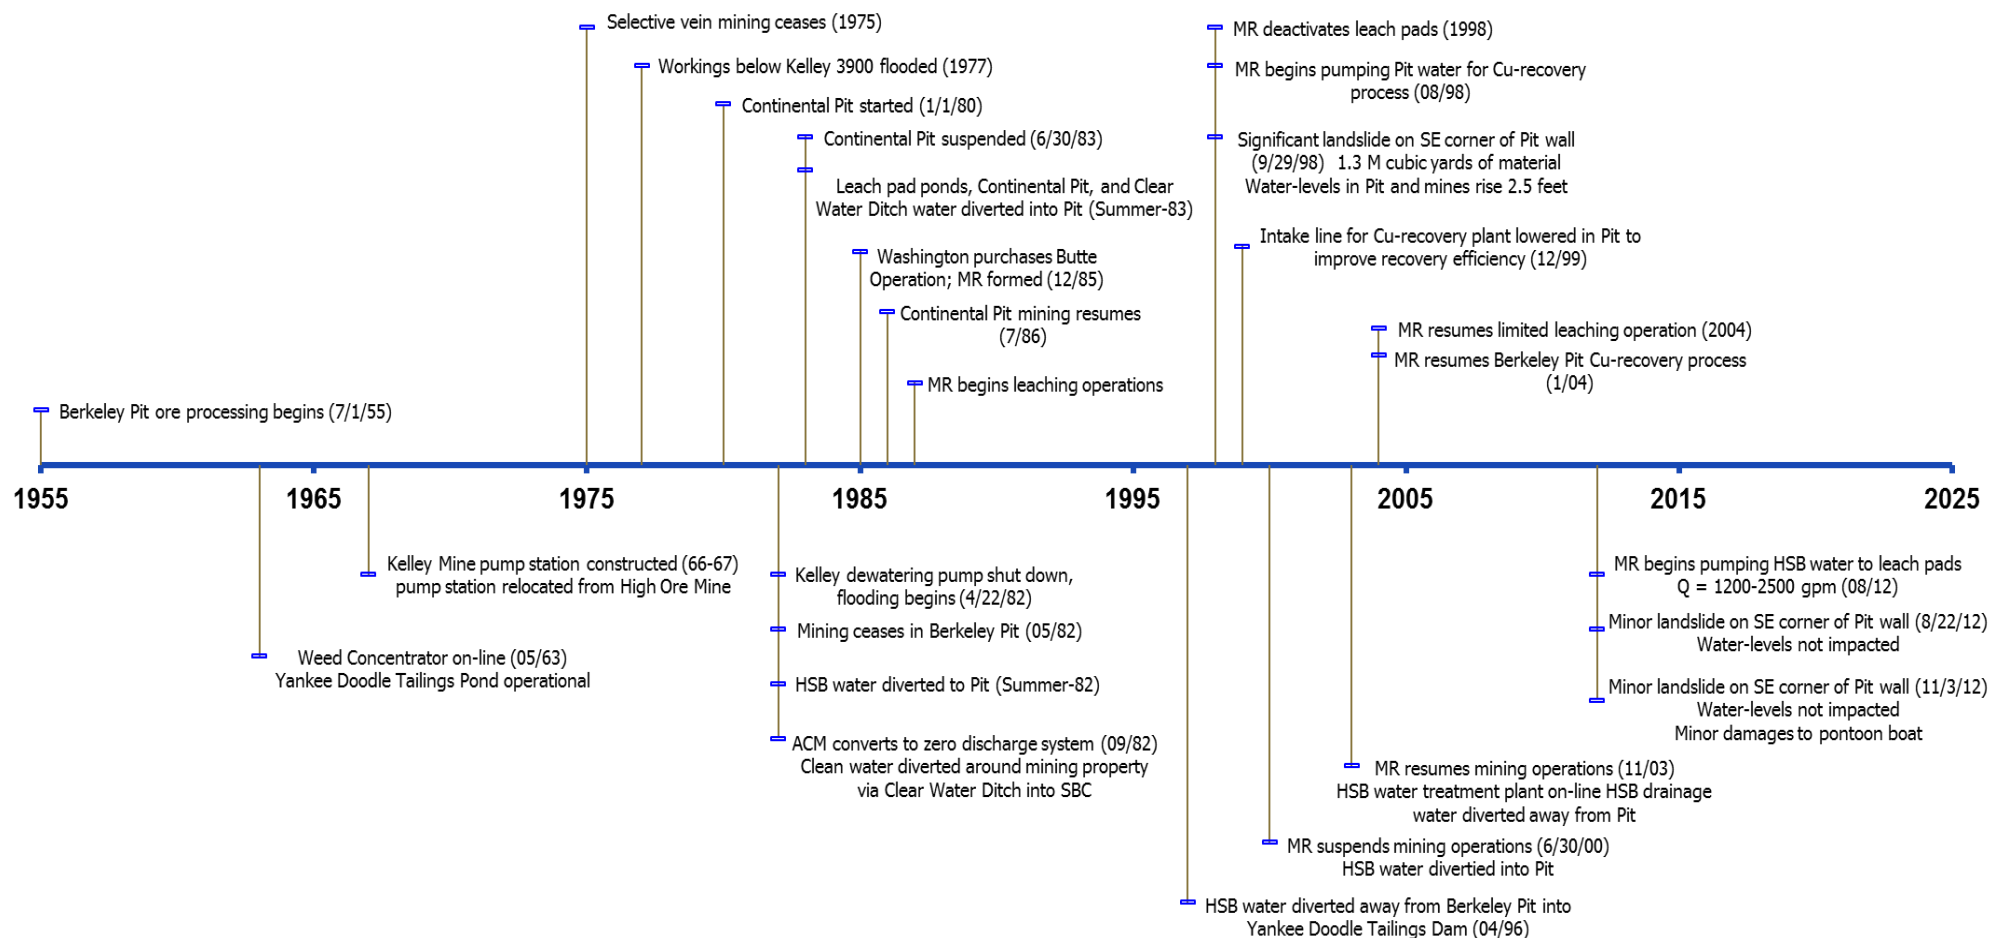 Selective vein mining ceases (1975)
Workings below Kelley 3900 flooded (1977)
Continental Pit started (1/1/80)
Continental Pit suspended (6/30/83)
Leach pad ponds, Continental Pit, and Clear
Water Ditch water diverted into Pit (Summer-83)
Washington purchases Butte
Operation; MR formed (12/85)
Continental Pit mining resumes
(7/86)
MR begins leaching operations
Berkeley Pit ore processing begins (7/1/55)
MR deactivates leach pads (1998)
MR begins pumping Pit water for Cu-recovery
process (08/98)
Significant landslide on SE corner of Pit wall
(9/29/98) 1.3 M cubic yards of material
Water-levels in Pit and mines rise 2.5 feet
Intake line for Cu-recovery plant lowered in Pit to
improve recovery efficiency (12/99)
MR resumes limited leaching operation (2004)
MR resumes Berkeley Pit Cu-recovery process
(1/04)
1955 1965 1975 1985 1995 2005 2015 2025
Kelley Mine pump station constructed (66-67)
pump station relocated from High Ore Mine
Weed Concentrator on-line (05/63)
Yankee Doodle Tailings Pond operational
Kelley dewatering pump shut down,
flooding begins (4/22/82)
Mining ceases in Berkeley Pit (05/82)
HSB water diverted to Pit (Summer-82)
ACM converts to zero discharge system (09/82)
Clean water diverted around mining property
via Clear Water Ditch into SBC
MR begins pumping HSB water to leach pads
Q = 1200-2500 gpm (08/12)
Minor landslide on SE corner of Pit wall (8/22/12)
Water-levels not impacted
Minor landslide on SE corner of Pit wall (11/3/12)
Water-levels not impacted
Minor damages to pontoon boat
MR resumes mining operations (11/03)
HSB water treatment plant on-line HSB drainage
water diverted away from Pit
MR suspends mining operations (6/30/00)
HSB water divertied into Pit
HSB water diverted away from Berkeley Pit into
Yankee Doodle Tailings Dam (04/96)